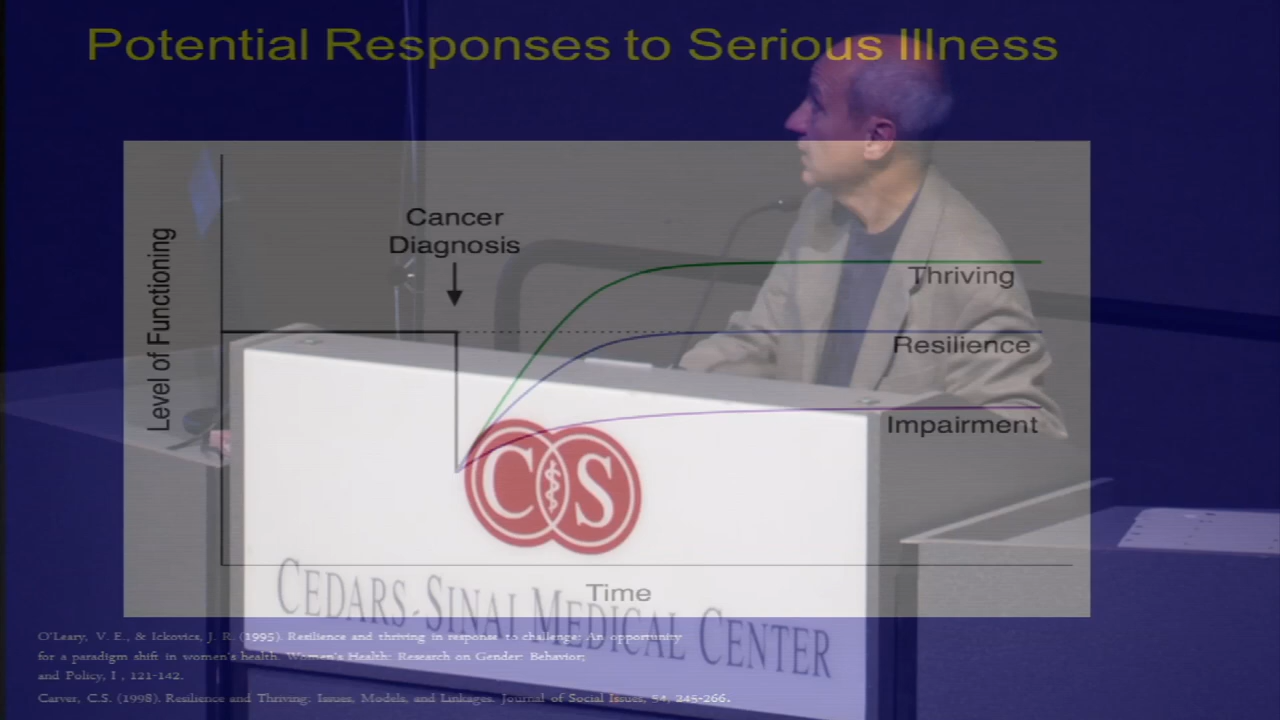 Potential Responses to Serious Illness
Cancer
Diagnosis
Level of Functioning
Thriving
Resilience
Impairment
CS
Time
CEDARS-SINAI MEDICAL CENTER
O'Leary, V. E., & Ickovics, J. R. (1995). Resilience and thriving in response to challenge: An opportunity
for a paradigm shift in women's health. Women's Health: Research on Gender: Behavior;
and Policy, I , 121-142.
Carver, C.S. (1998). Resilience and Thriving: Issues, Models, and Linkages. Journal of Social Issues, 54, 245-266.